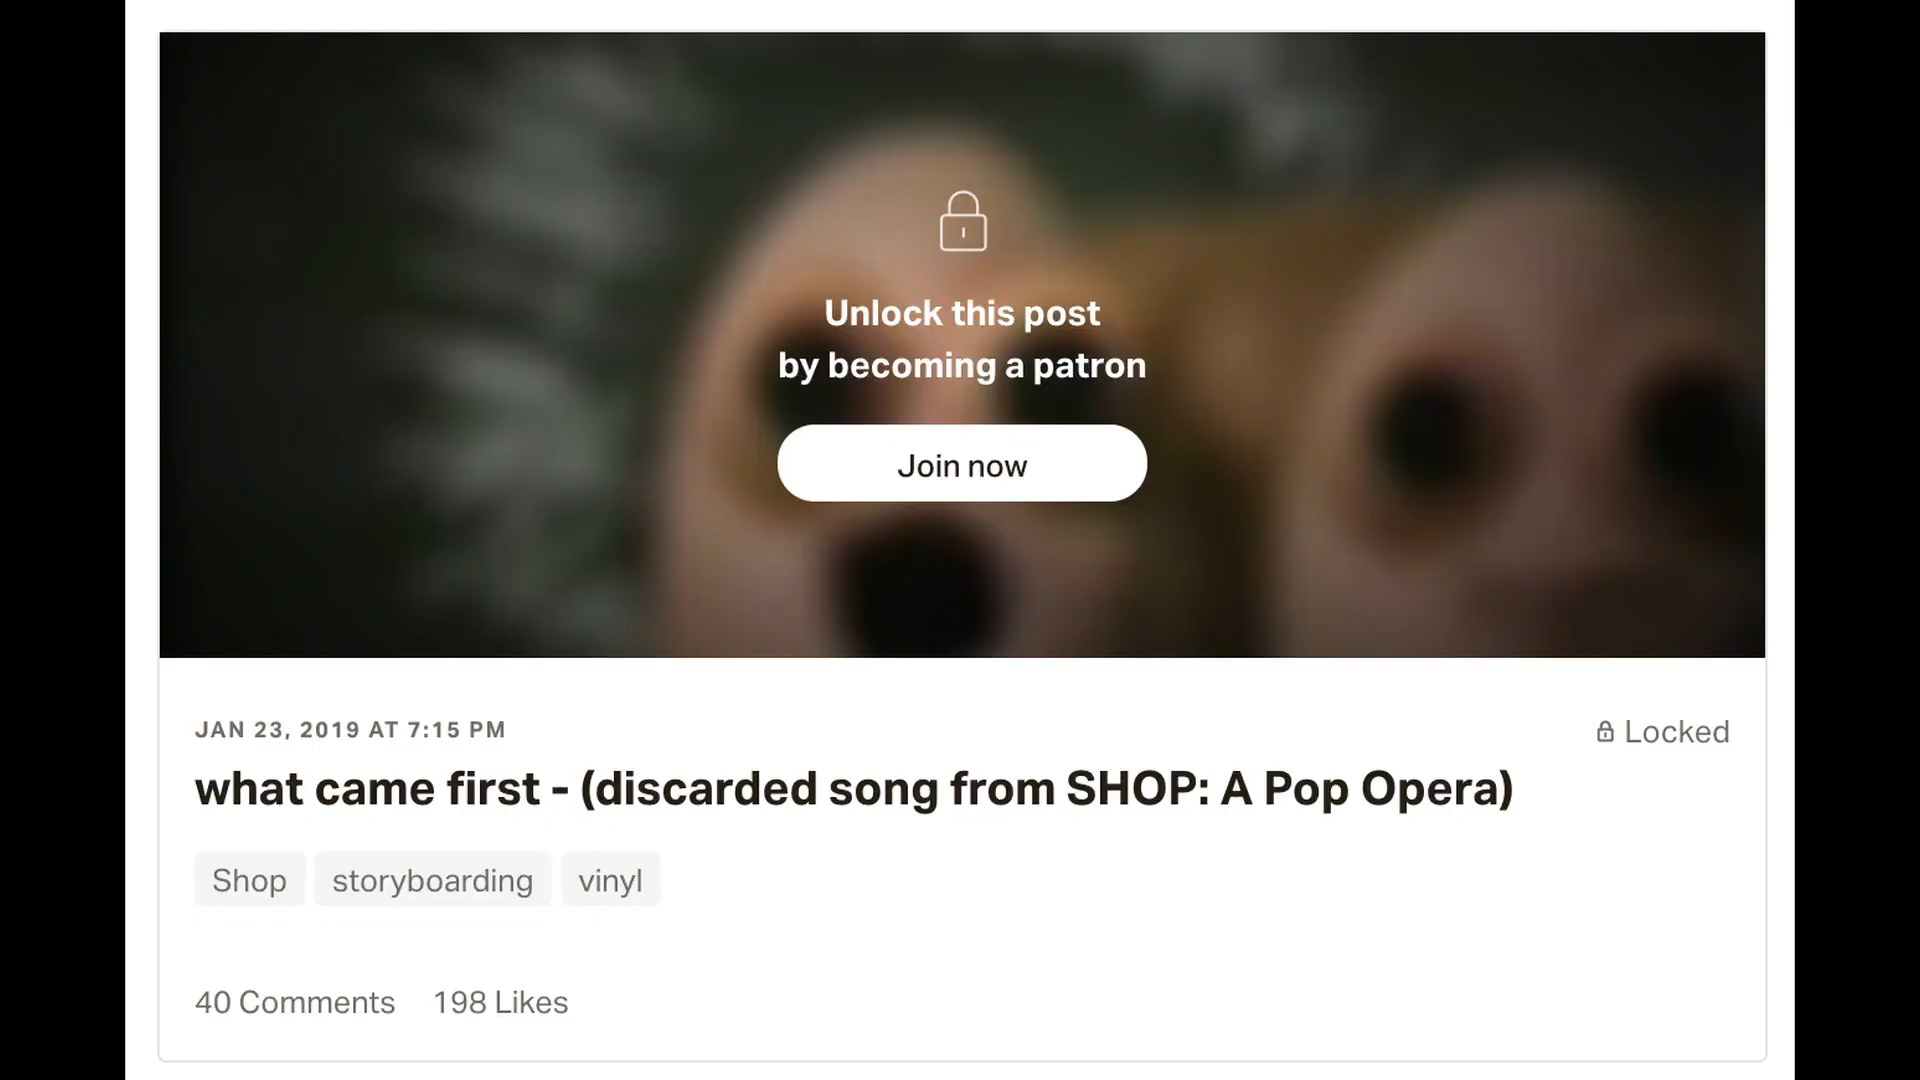 Unlock this post
by becoming a patron
Join now
JAN 23, 2019 AT 7:15 PM
Locked
what came first - (discarded song from SHOP: A Pop Opera)
Shop storyboarding vinyl
40 Comments 198 Likes